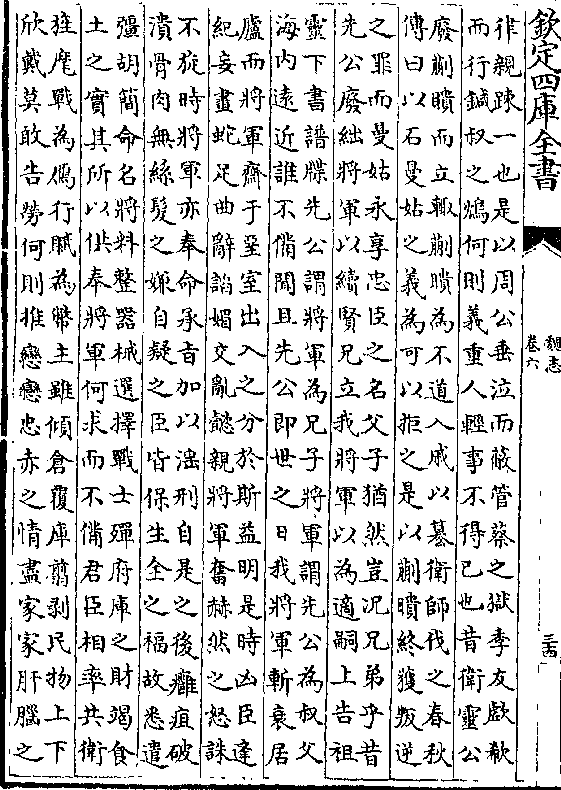 欽定四庫全書
魏志
卷六
三十四
律親踈一也是以周公垂泣而蔽管蔡之獄季友歔欷
而行鍼叔之鴆何則義重人輕事不得已也昔衛靈公
廢蒯聵而立輒蒯聵為不道入戚以簒衛師伐之春秋
傳曰以石曼姑之義為可以拒之是以蒯聵終獲叛逆
之罪而曼姑永享忠臣之名父子猶然豈況兄弟乎昔
先公廢絀將軍以續賢兄立我將軍以為適嗣上告祖
靈下書譜牒先公謂將軍為兄子將軍謂先公為叔父
海内遠近誰不備聞且先公即世之日我將軍斬衰居
廬而將軍齋于堊室出入之分於斯益明是時凶臣逢
紀妄畫蛇足曲辭諂媚交亂懿親將軍奮赫然之怒誅
不旋時將軍亦奉命承旨加以淫刑自是之後癰疽破
潰骨肉無絲髮之嫌自疑之臣皆保生全之福故悉遣
彊胡簡命名將料整器械選擇戰士殫府庫之財竭食
土之實其所以供奉將軍何求而不備君臣相率共衛
旌麾戰為鴈行賦為幣主雖傾倉覆庫翦剥民物上下
欣戴莫敢告勞何則推戀戀忠赤之情盡家家肝腦之